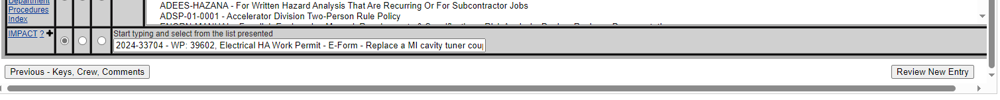 Department
Procedures
Index
ADEES-HAZANA - For Written Hazard Analysis That Are Recurring Or For Subcontractor Jobs
ADSP-01-0001 - Accelerator Division Two-Person Rule Policy
IMPACT ? +
Start typing and select from the list presented
2024-33704 - WP: 39602, Electrical HA Work Permit - E-Form - Replace a MI cavity tuner coup
Previous - Keys, Crew, Comments
Review New Entry